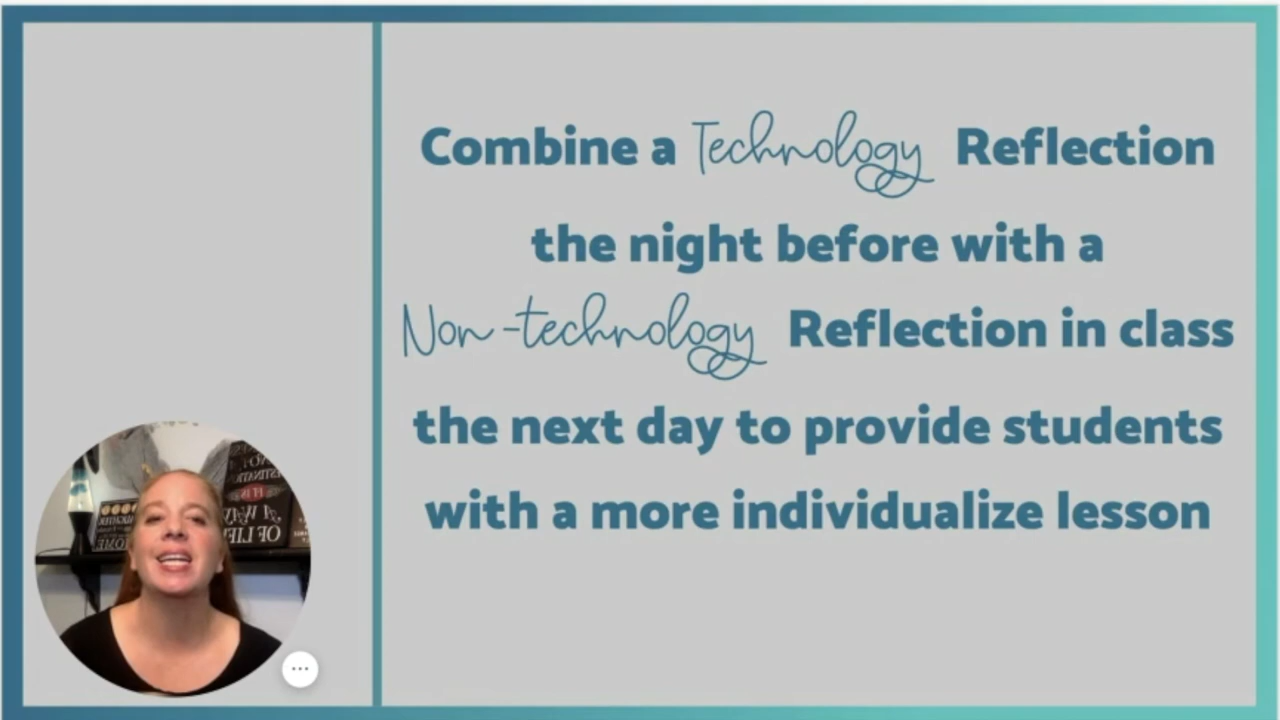 Combine a Technology Reflection
the night before with a
Non-technology Reflection in class
the next day to provide students
with a more individualize lesson